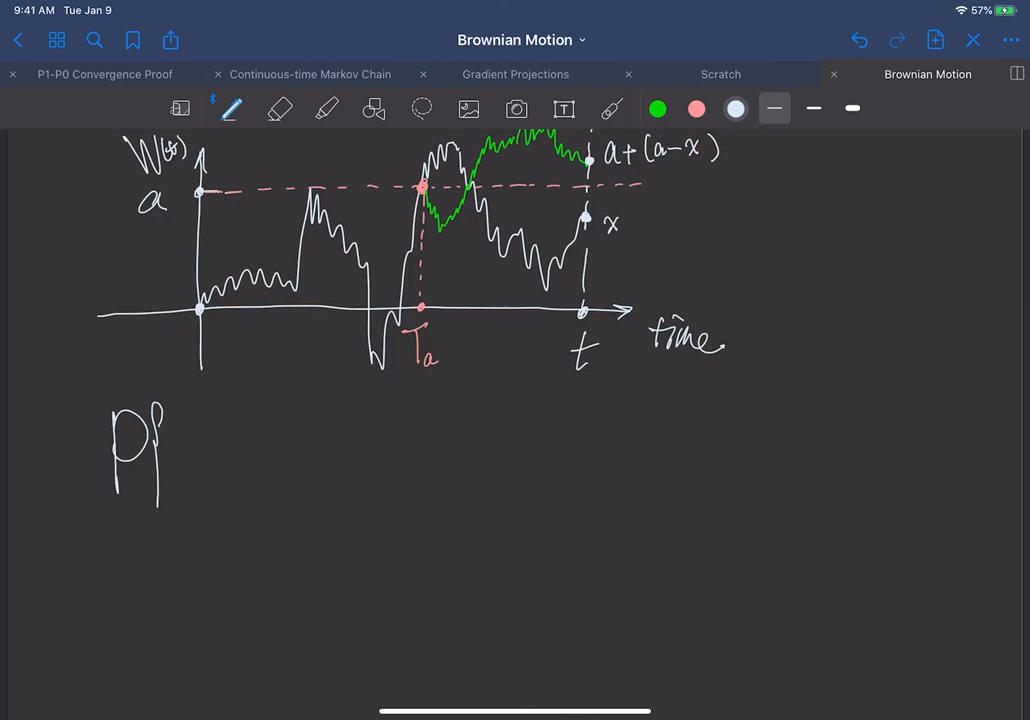 9:41 AM Tue Jan 9 57%
Brownian Motion
P1-P0 Convergence Proof Continuous-time Markov Chain Gradient Projections Scratch Brownian Motion
a+(a-x)
a
x
Ta
t
time
Pf